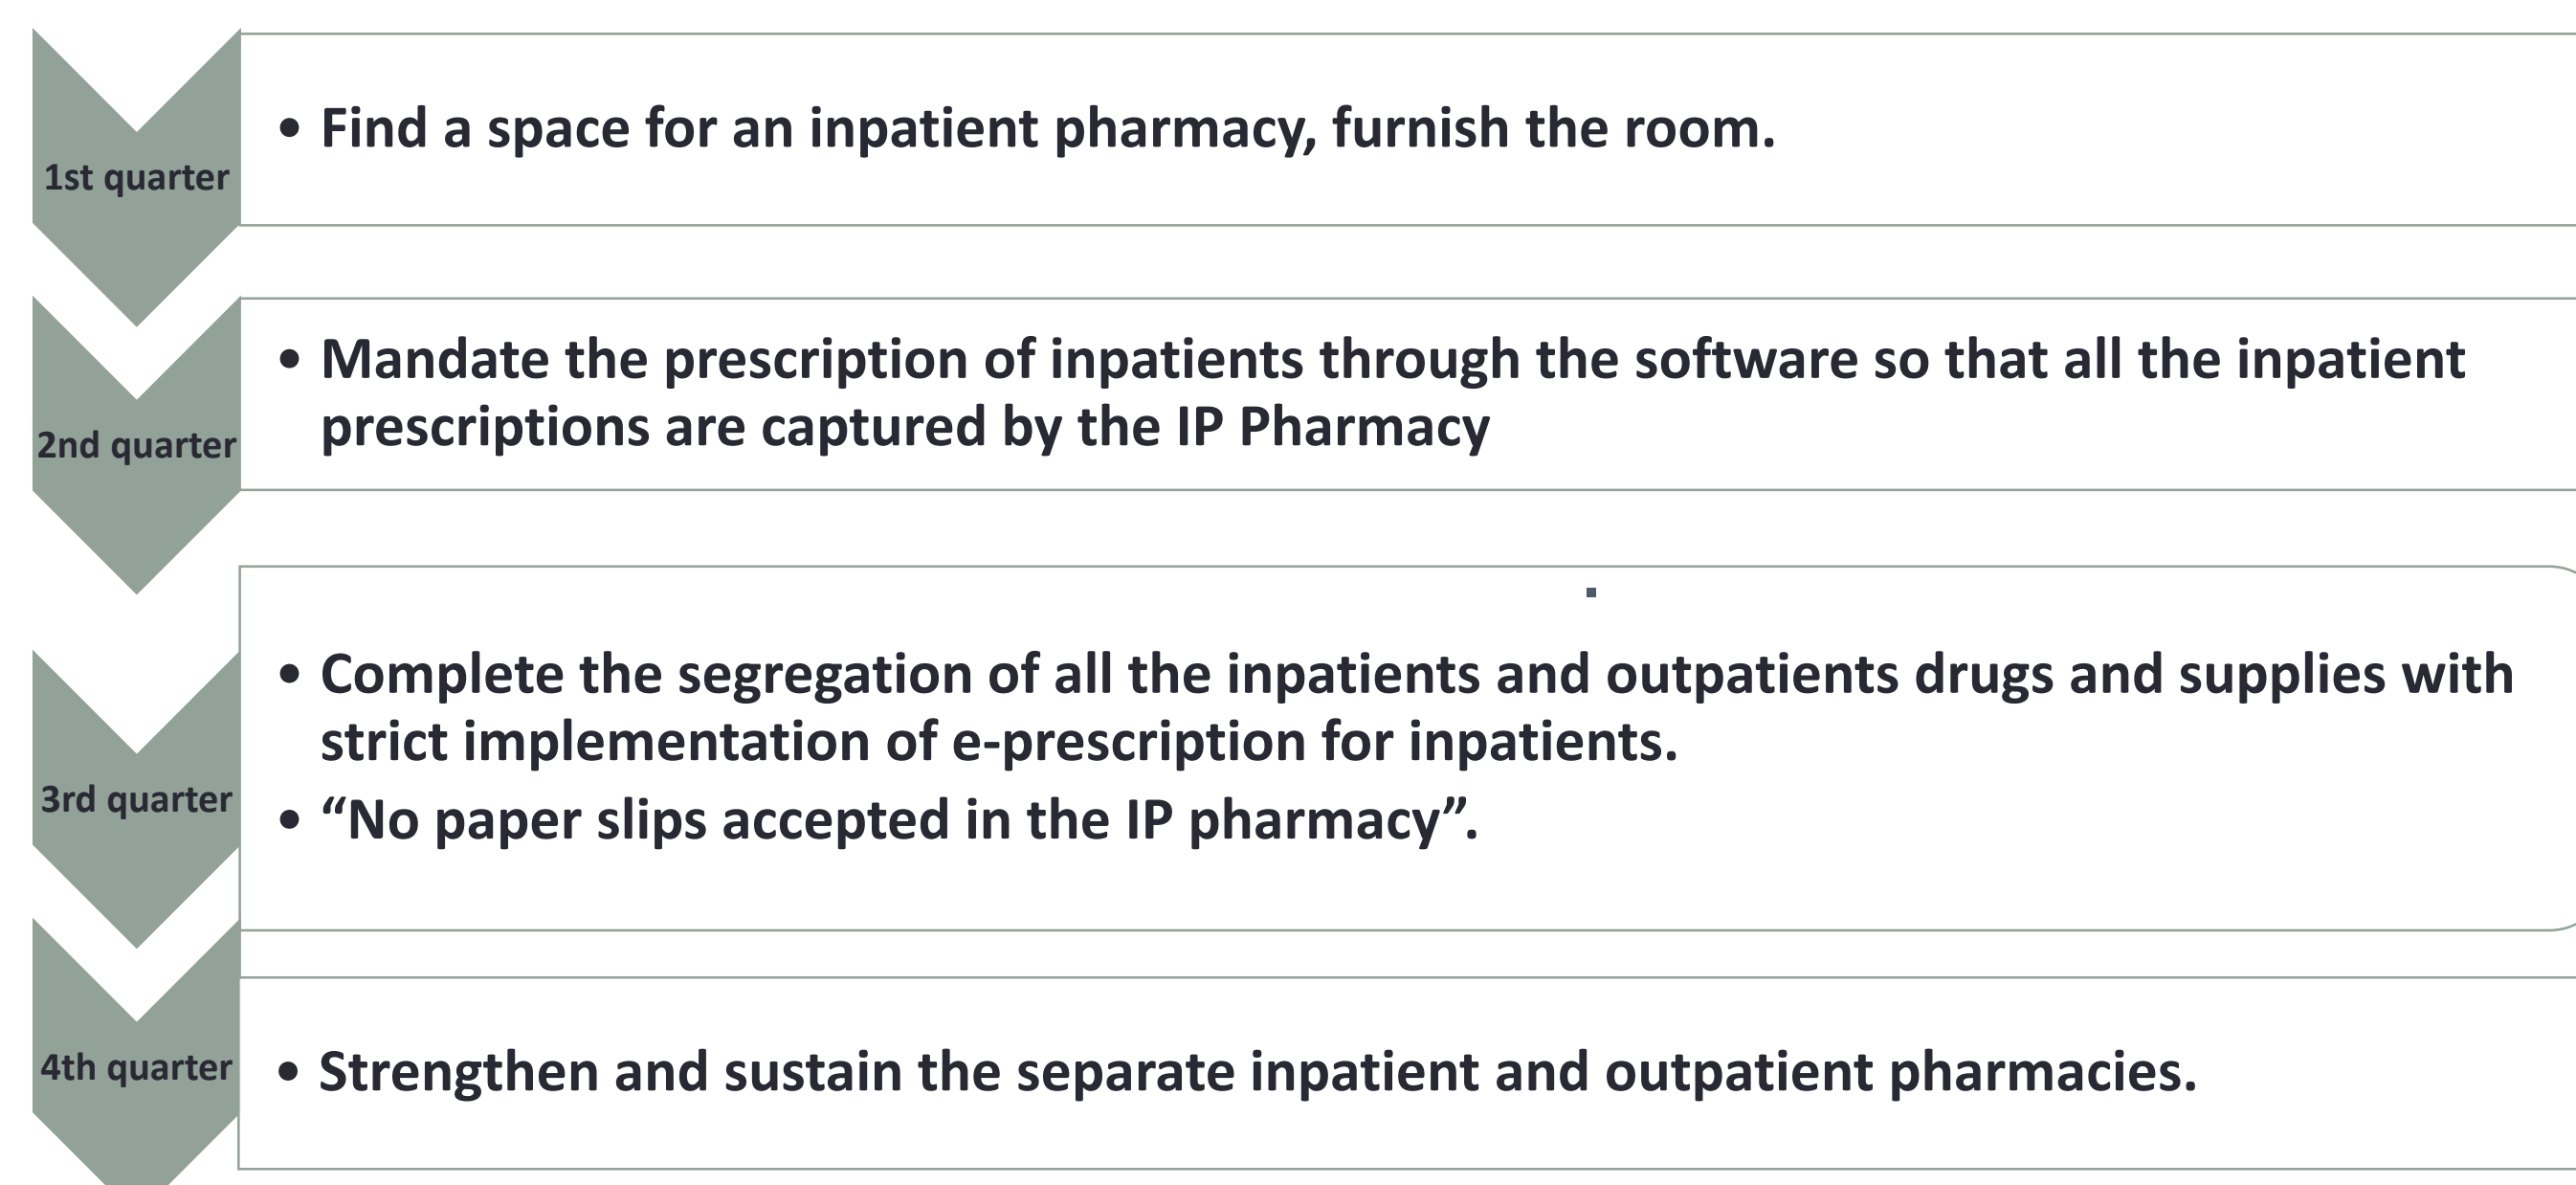 1st quarter
• Find a space for an inpatient pharmacy, furnish the room.
2nd quarter
• Mandate the prescription of inpatients through the software so that all the inpatient
prescriptions are captured by the IP Pharmacy
3rd quarter
• Complete the segregation of all the inpatients and outpatients drugs and supplies with
strict implementation of e-prescription for inpatients.
• “No paper slips accepted in the IP pharmacy”.
4th quarter
• Strengthen and sustain the separate inpatient and outpatient pharmacies.